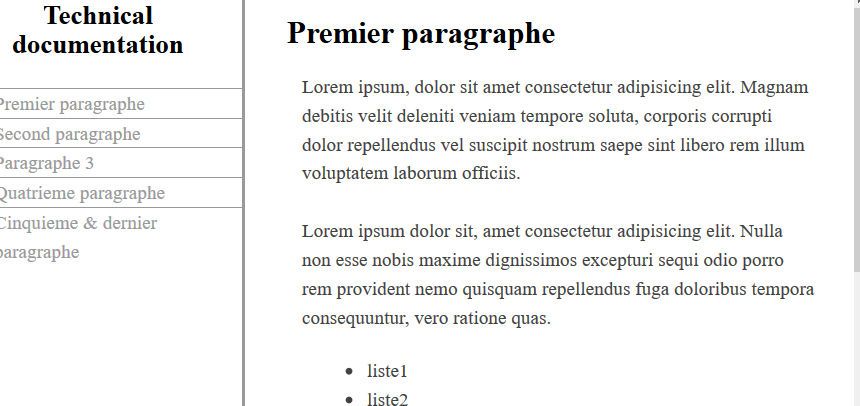 Technical
documentation
Premier paragraphe
Second paragraphe
Paragraphe 3
Quatrieme paragraphe
Cinquieme & dernier
paragraphe
Premier paragraphe
Lorem ipsum, dolor sit amet consectetur adipisicing elit. Magnam
debitis velit deleniti veniam tempore soluta, corporis corrupti
dolor repellendus vel suscipit nostrum saepe sint libero rem illum
voluptatem laborum officiis.
Lorem ipsum dolor sit, amet consectetur adipisicing elit. Nulla
non esse nobis maxime dignissimos excepturi sequi odio porro
rem provident nemo quisquam repellendus fuga doloribus tempora
consequuntur, vero ratione quas.
liste1
liste2